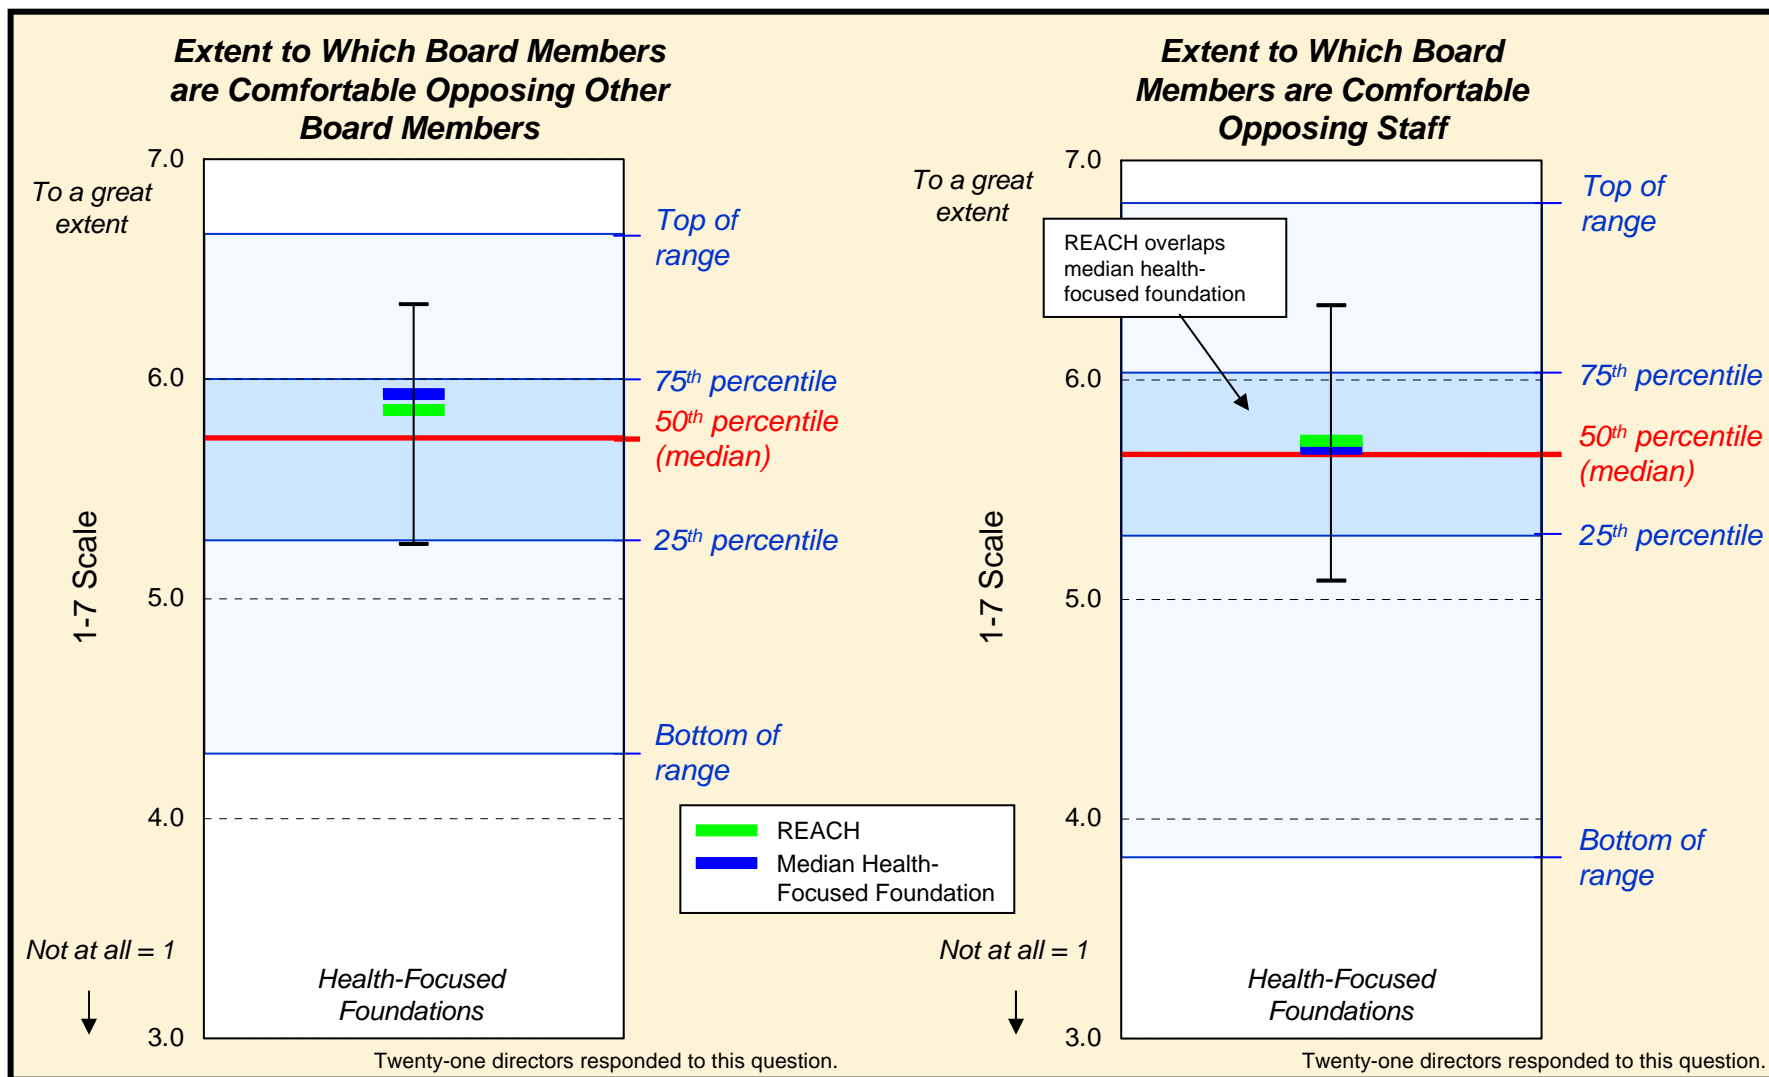 Extent to Which Board Members
are Comfortable Opposing Other
Board Members
7.0
To a great
extent
Top of
range
6.0
75th percentile
50th percentile
(median)
1-7 Scale
25th percentile
5.0
Bottom of
range
4.0
Not at all = 1
Health-Focused
Foundations
3.0
Twenty-one directors responded to this question.
REACH
Median Health-
Focused Foundation
Extent to Which Board
Members are Comfortable
Opposing Staff
7.0
To a great
extent
Top of
range
REACH overlaps
median health-
focused foundation
6.0
75th percentile
50th percentile
(median)
1-7 Scale
25th percentile
5.0
4.0
Bottom of
range
Not at all = 1
Health-Focused
Foundations
3.0
Twenty-one directors responded to this question.